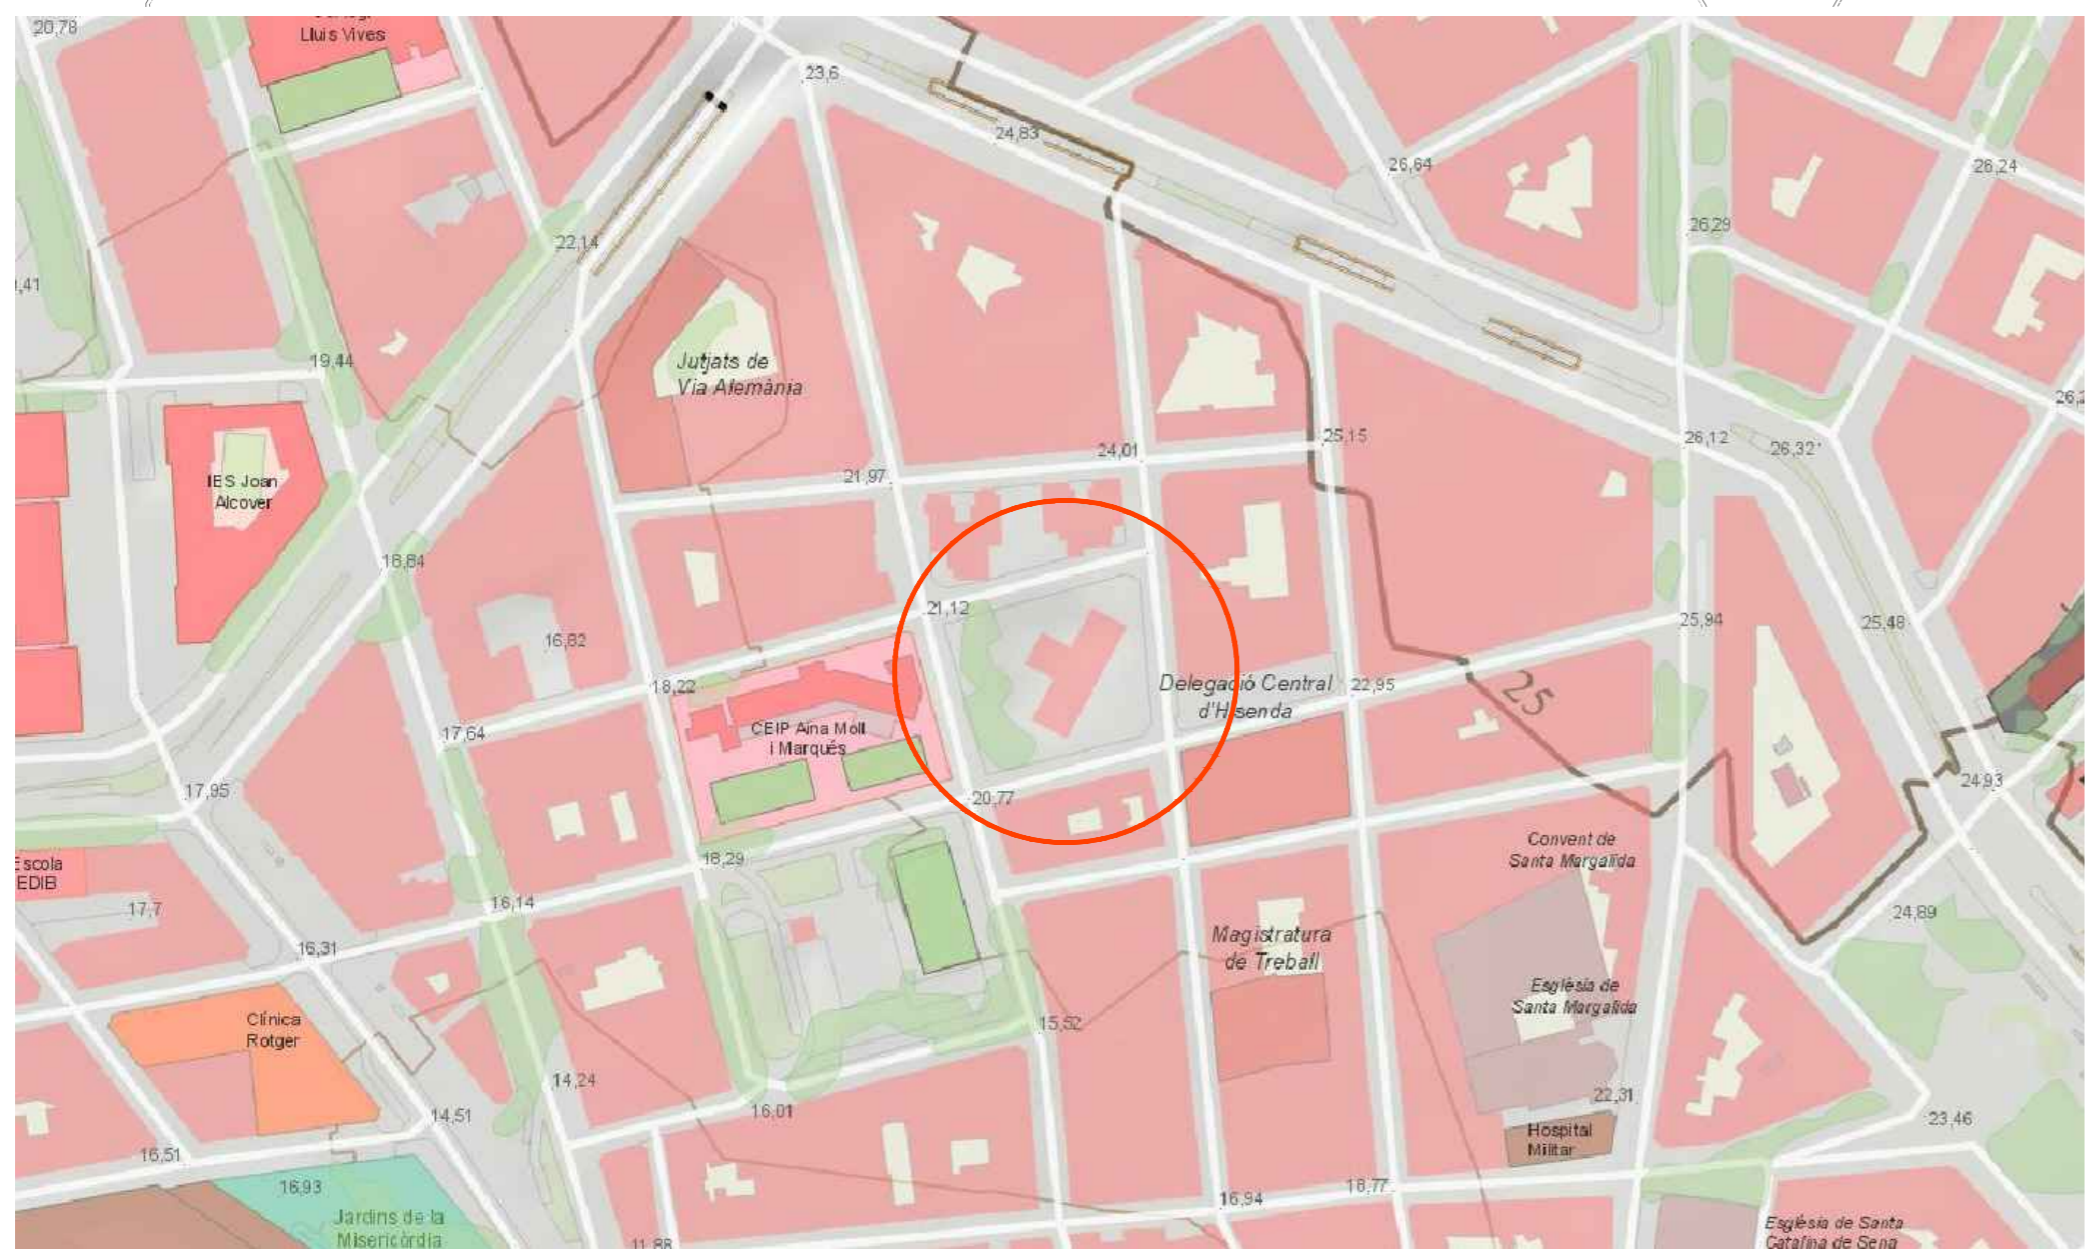 20,78
Lluis Vives
23,6
24,83
26,64
26,24
26,29
22,14
,41
19,44
Jutjats de
Via Alemània
26,2
26,12
26,32
25,15
24,01
21,97
IES Joan
Alcover
18,84
21,12
16,82
25,94
25,48
18,22
Delegació Central
d'Hisenda
22,95
25
17,64
CEIP Aina Moll
i Marquès
17,95
20,77
24,93
18,29
Escola
EDIB
Convent de
Santa Margalida
17,7
16,14
24,89
16,31
Magistratura
de Treball
Església de
Santa Margalida
Clínica
Rotger
15,52
14,24
14,51
16,01
22,31
23,46
Hospital
Militar
16,51
16,93
18,77
16,94
Jardins de la
Misericòrdia
11,88
Església de Santa
Catalina de Sena